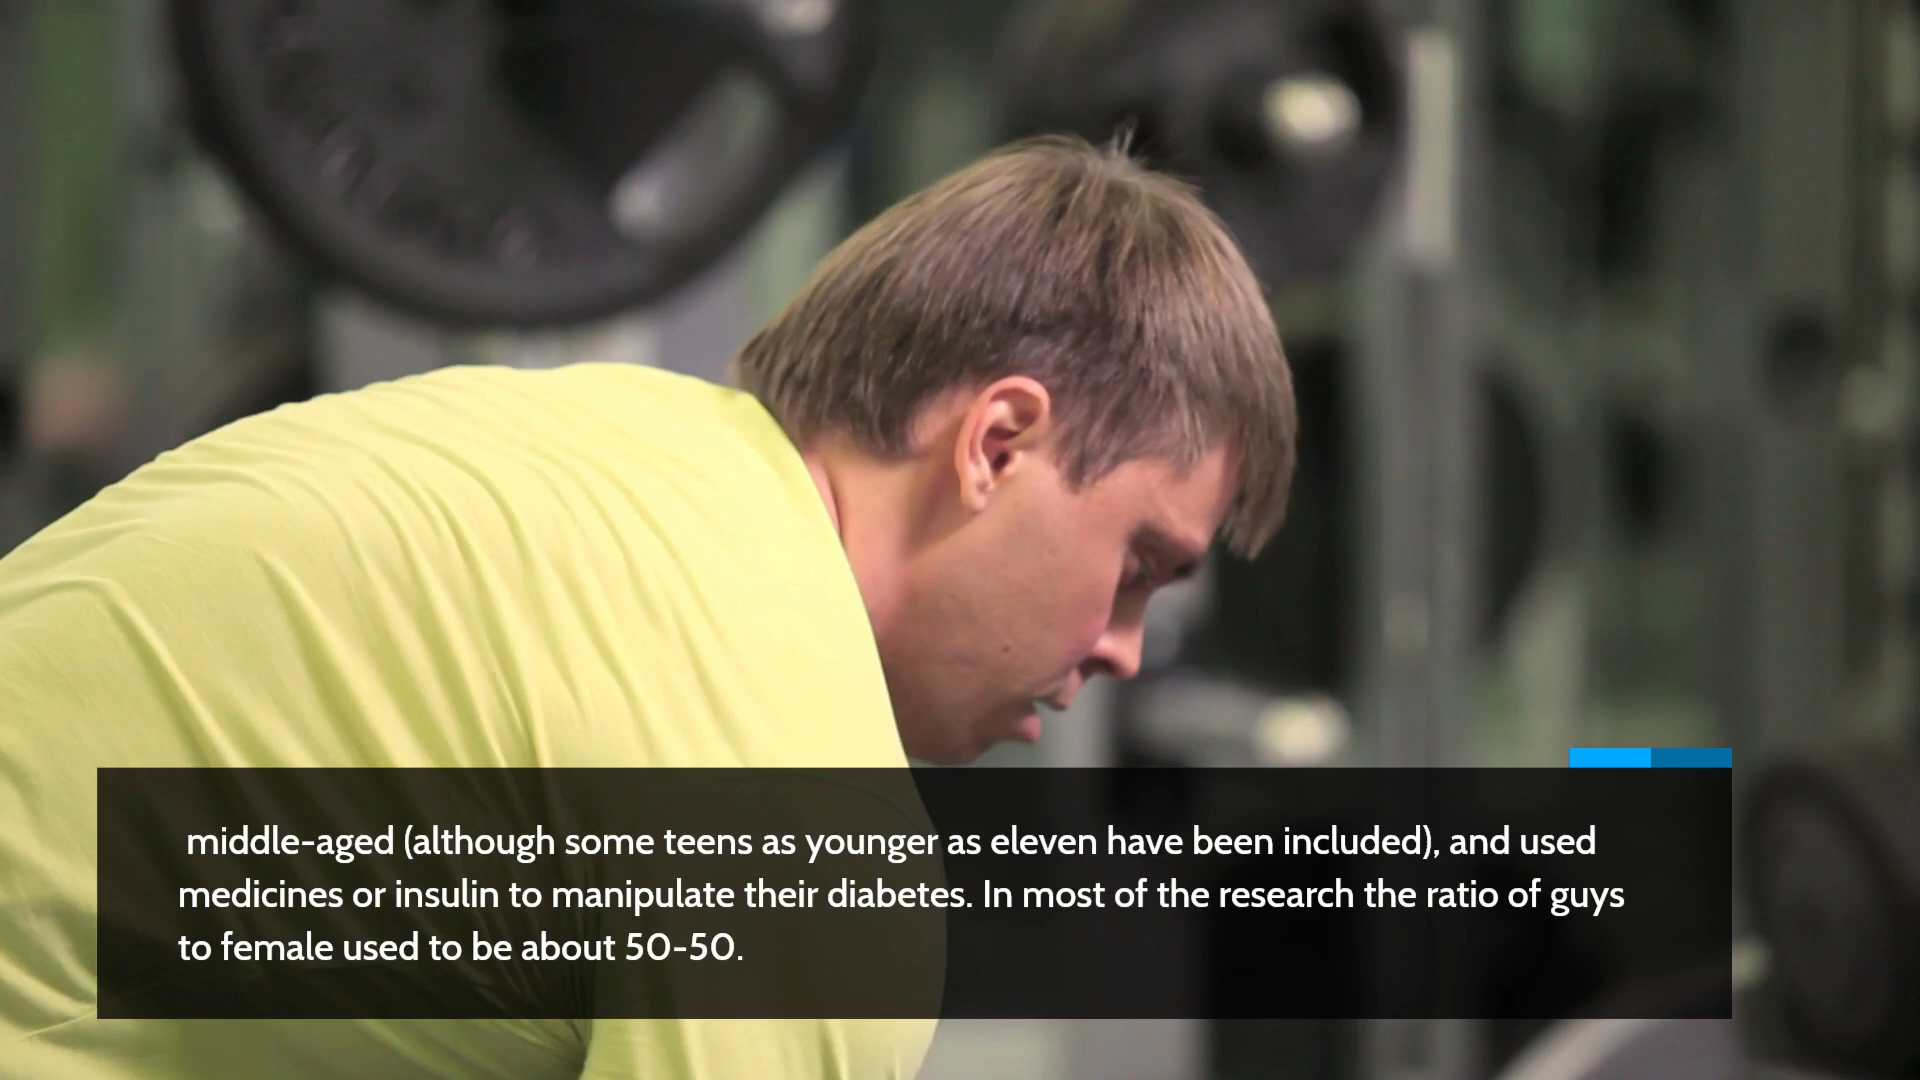 middle-aged (although some teens as younger as eleven have been included), and used
medicines or insulin to manipulate their diabetes. In most of the research the ratio of guys
to female used to be about 50-50.